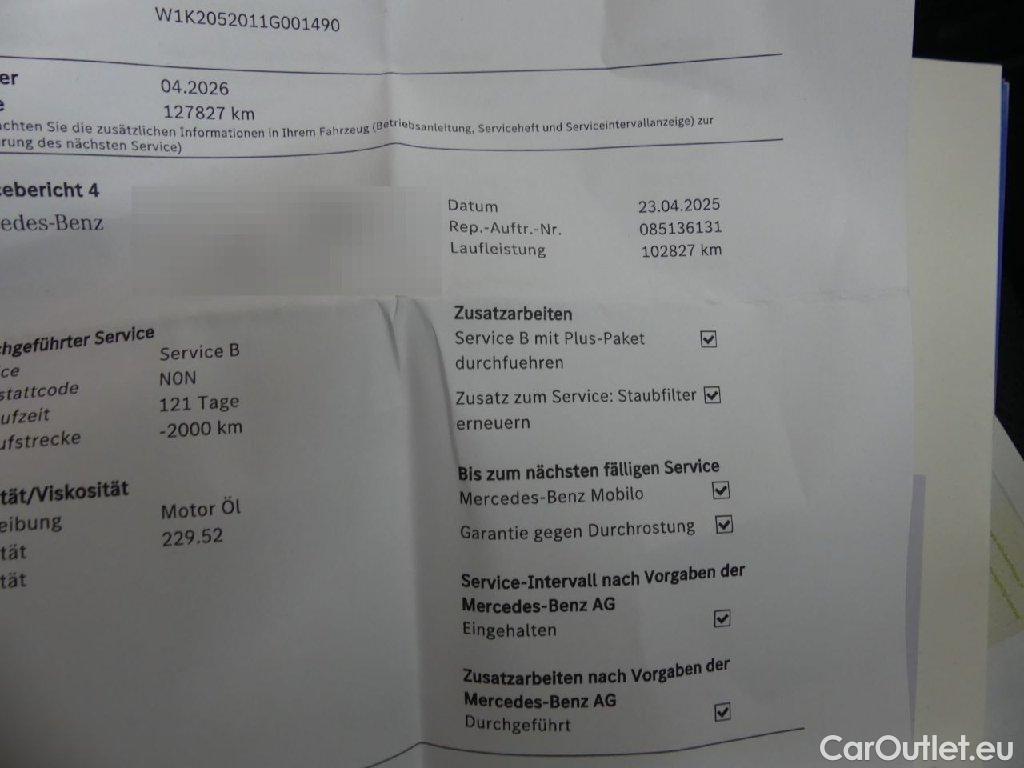 W1K2052011G001490
er 04.2026
e 127827 km
achten Sie die zusätzlichen Informationen in Ihrem Fahrzeug (Betriebsanleitung, Serviceheft und Serviceintervallanzeige) zur
rung des nächsten Service)
ebericht 4
edes-Benz
Datum 23.04.2025
Rep.-Auftr.-Nr. 085136131
Laufleistung 102827 km
hgeführter Service
ce Service B
stattcode NON
ufzeit 121 Tage
ufstrecke -2000 km
tät/Viskosität
eibung Motor Öl
tät 229.52
tät
Zusatzarbeiten
Service B mit Plus-Paket
durchfuehren
Zusatz zum Service: Staubfilter
erneuern
Bis zum nächsten fälligen Service
Mercedes-Benz Mobilo
Garantie gegen Durchrostung
Service-Intervall nach Vorgaben der
Mercedes-Benz AG
Eingehalten
Zusatzarbeiten nach Vorgaben der
Mercedes-Benz AG
Durchgeführt
CarOutlet.eu